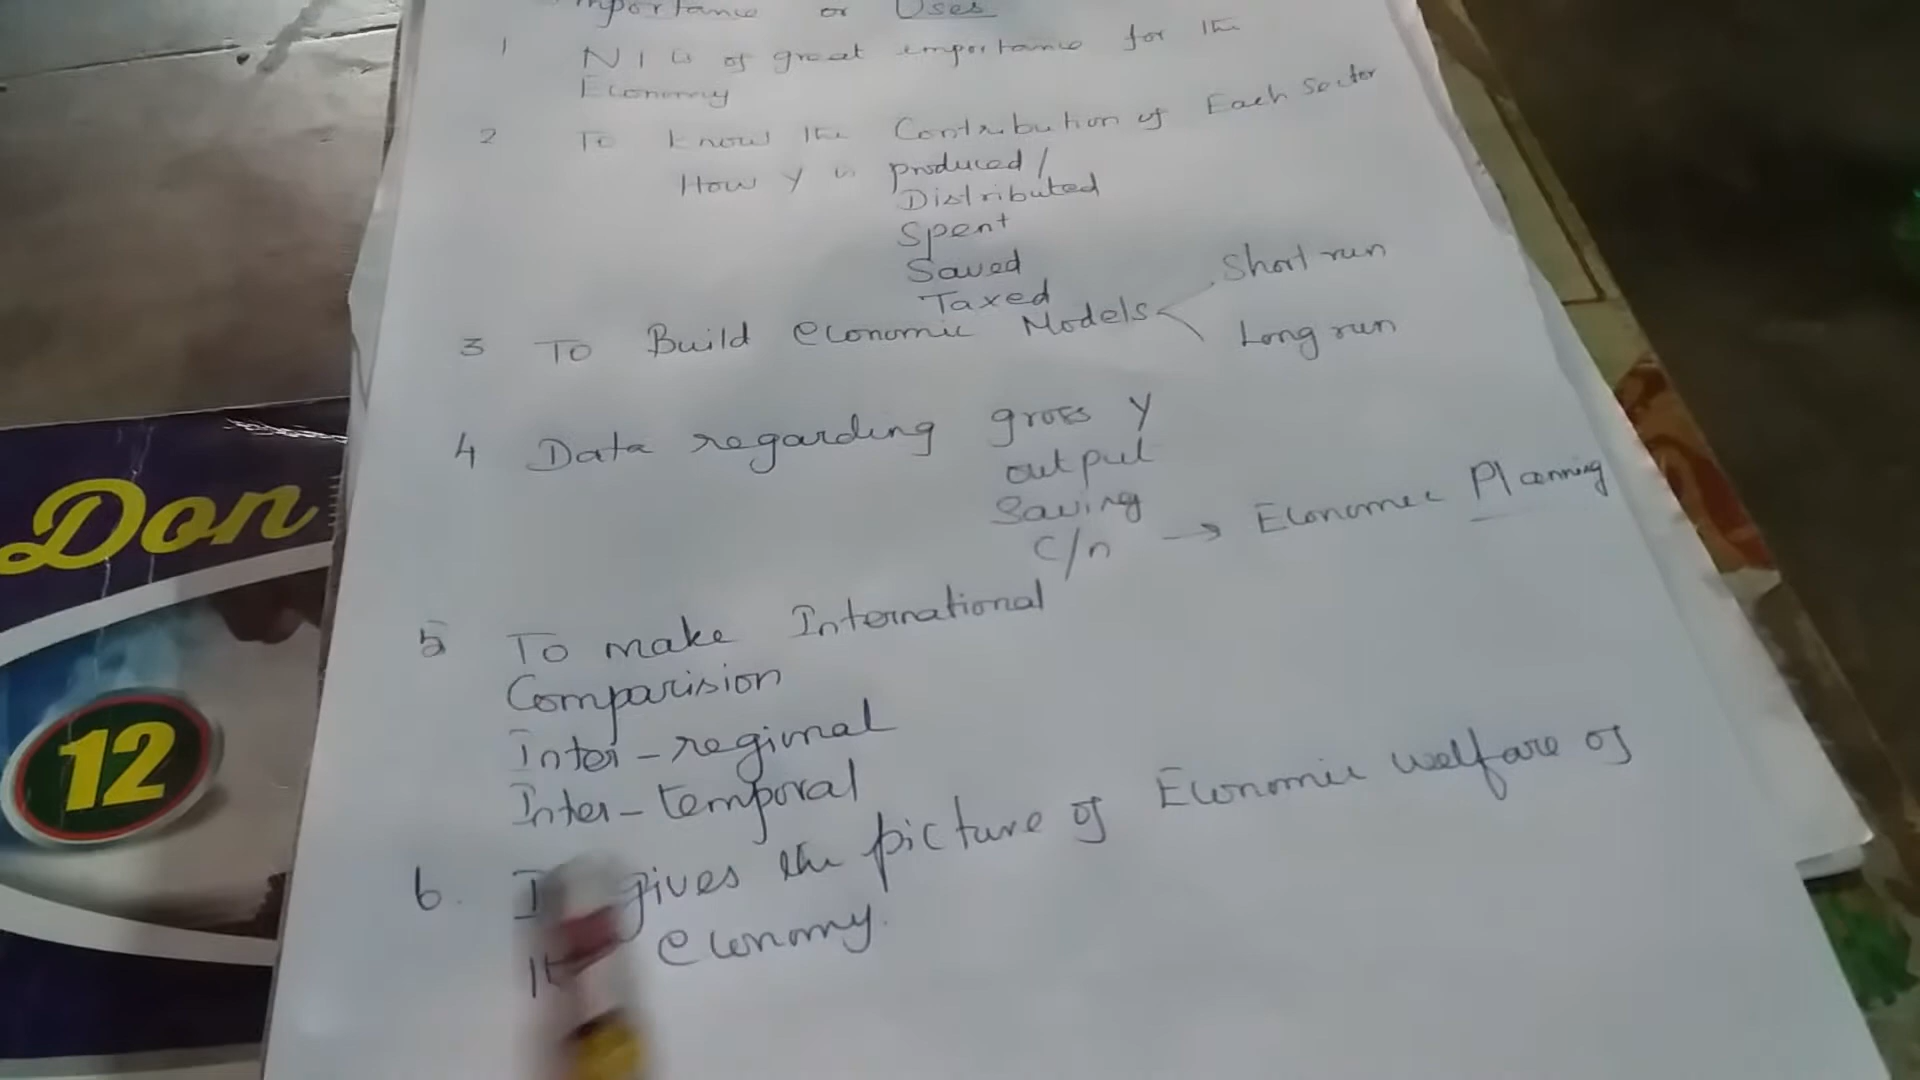 mportance or Uses
1 NI is of great importance for the
Economy
2 To know the Contribution of Each Sector
How Y is produced /
Distributed
Spent
Saved
Taxed
3 To Build economic Models
Short run
Long run
4 Data regarding gross Y
output
Saving
C/n → Economic Planning
5 To make International
Comparision
Inter-regional
Inter-temporal
6. gives the picture of Economic welfare of
economy.
Don
12